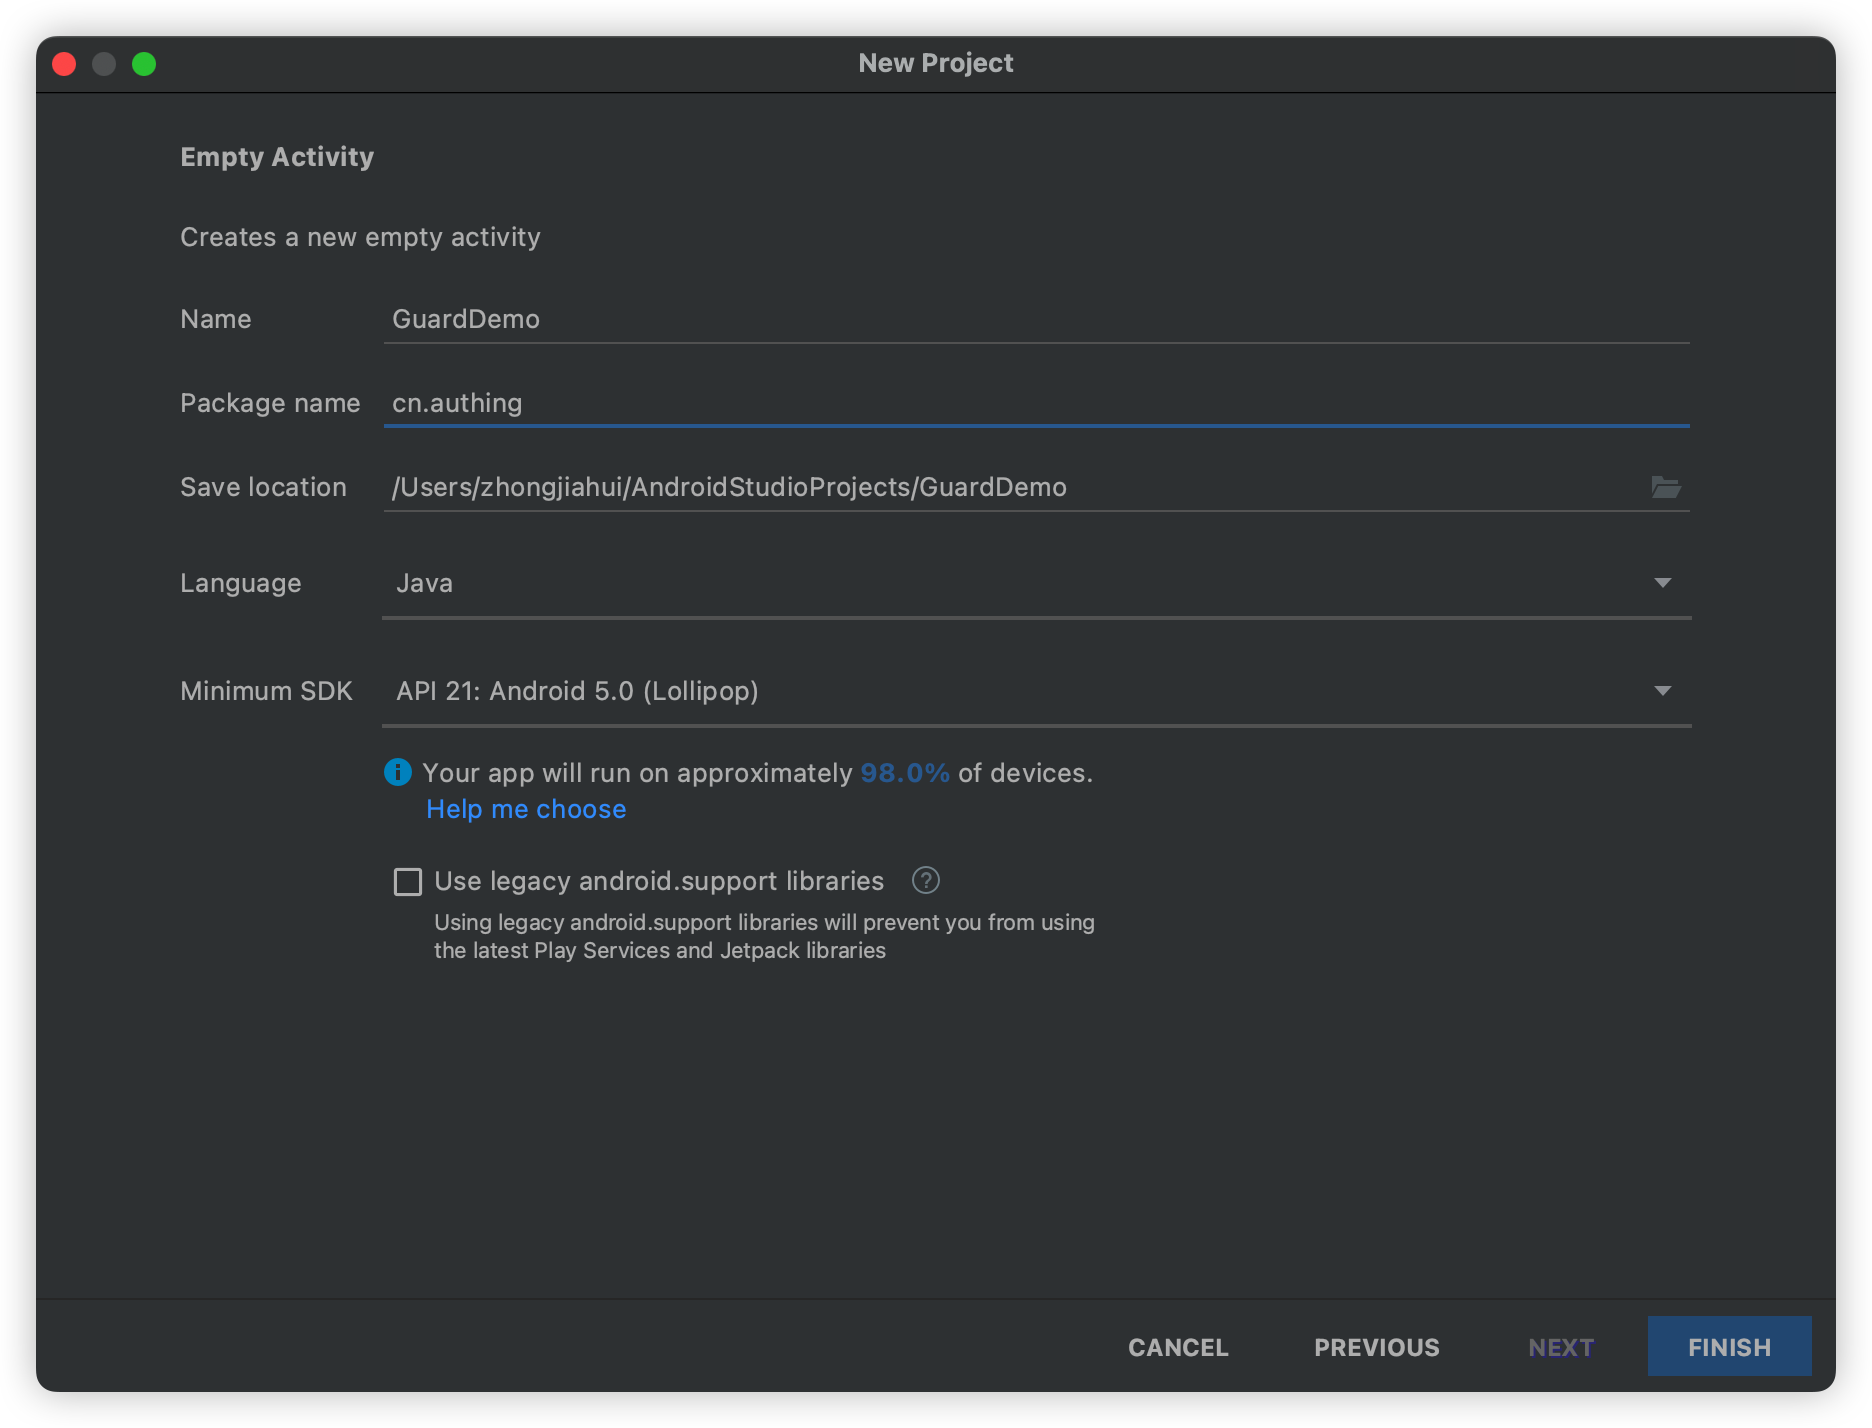 New Project
Empty Activity
Creates a new empty activity
Name GuardDemo
Package name cn.authing
Save location /Users/zhongjiahui/AndroidStudioProjects/GuardDemo
Language Java
Minimum SDK API 21: Android 5.0 (Lollipop)
i Your app will run on approximately 98.0% of devices.
Help me choose
Use legacy android.support libraries ?
Using legacy android.support libraries will prevent you from using
the latest Play Services and Jetpack libraries
CANCEL PREVIOUS NEXT FINISH